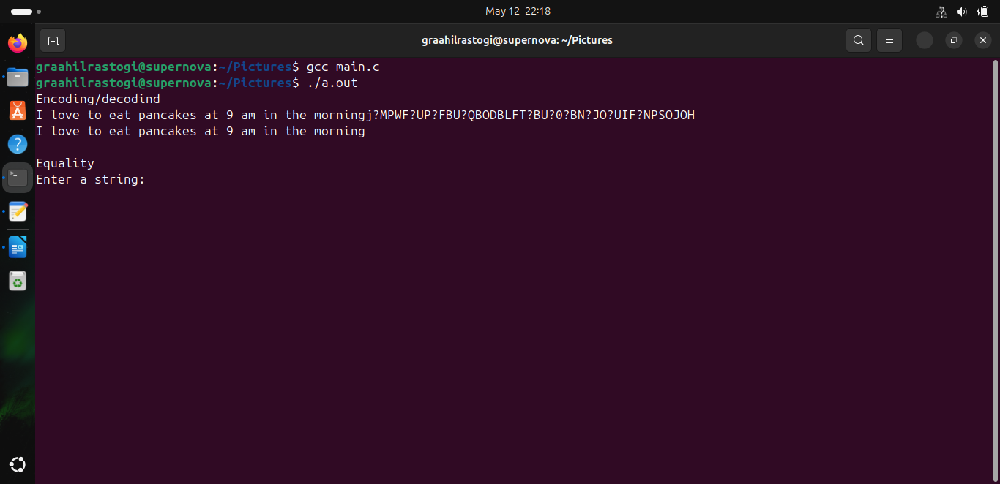 May 12 22:18
graahilrastogi@supernova: ~/Pictures
graahilrastogi@supernova:~/Pictures$ gcc main.c
graahilrastogi@supernova:~/Pictures$ ./a.out
Encoding/decodind
I love to eat pancakes at 9 am in the morningj?MPWF?UP?FBU?QBODBLFT?BU?0?BN?JO?UIF?NPSOJOH
I love to eat pancakes at 9 am in the morning
Equality
Enter a string: